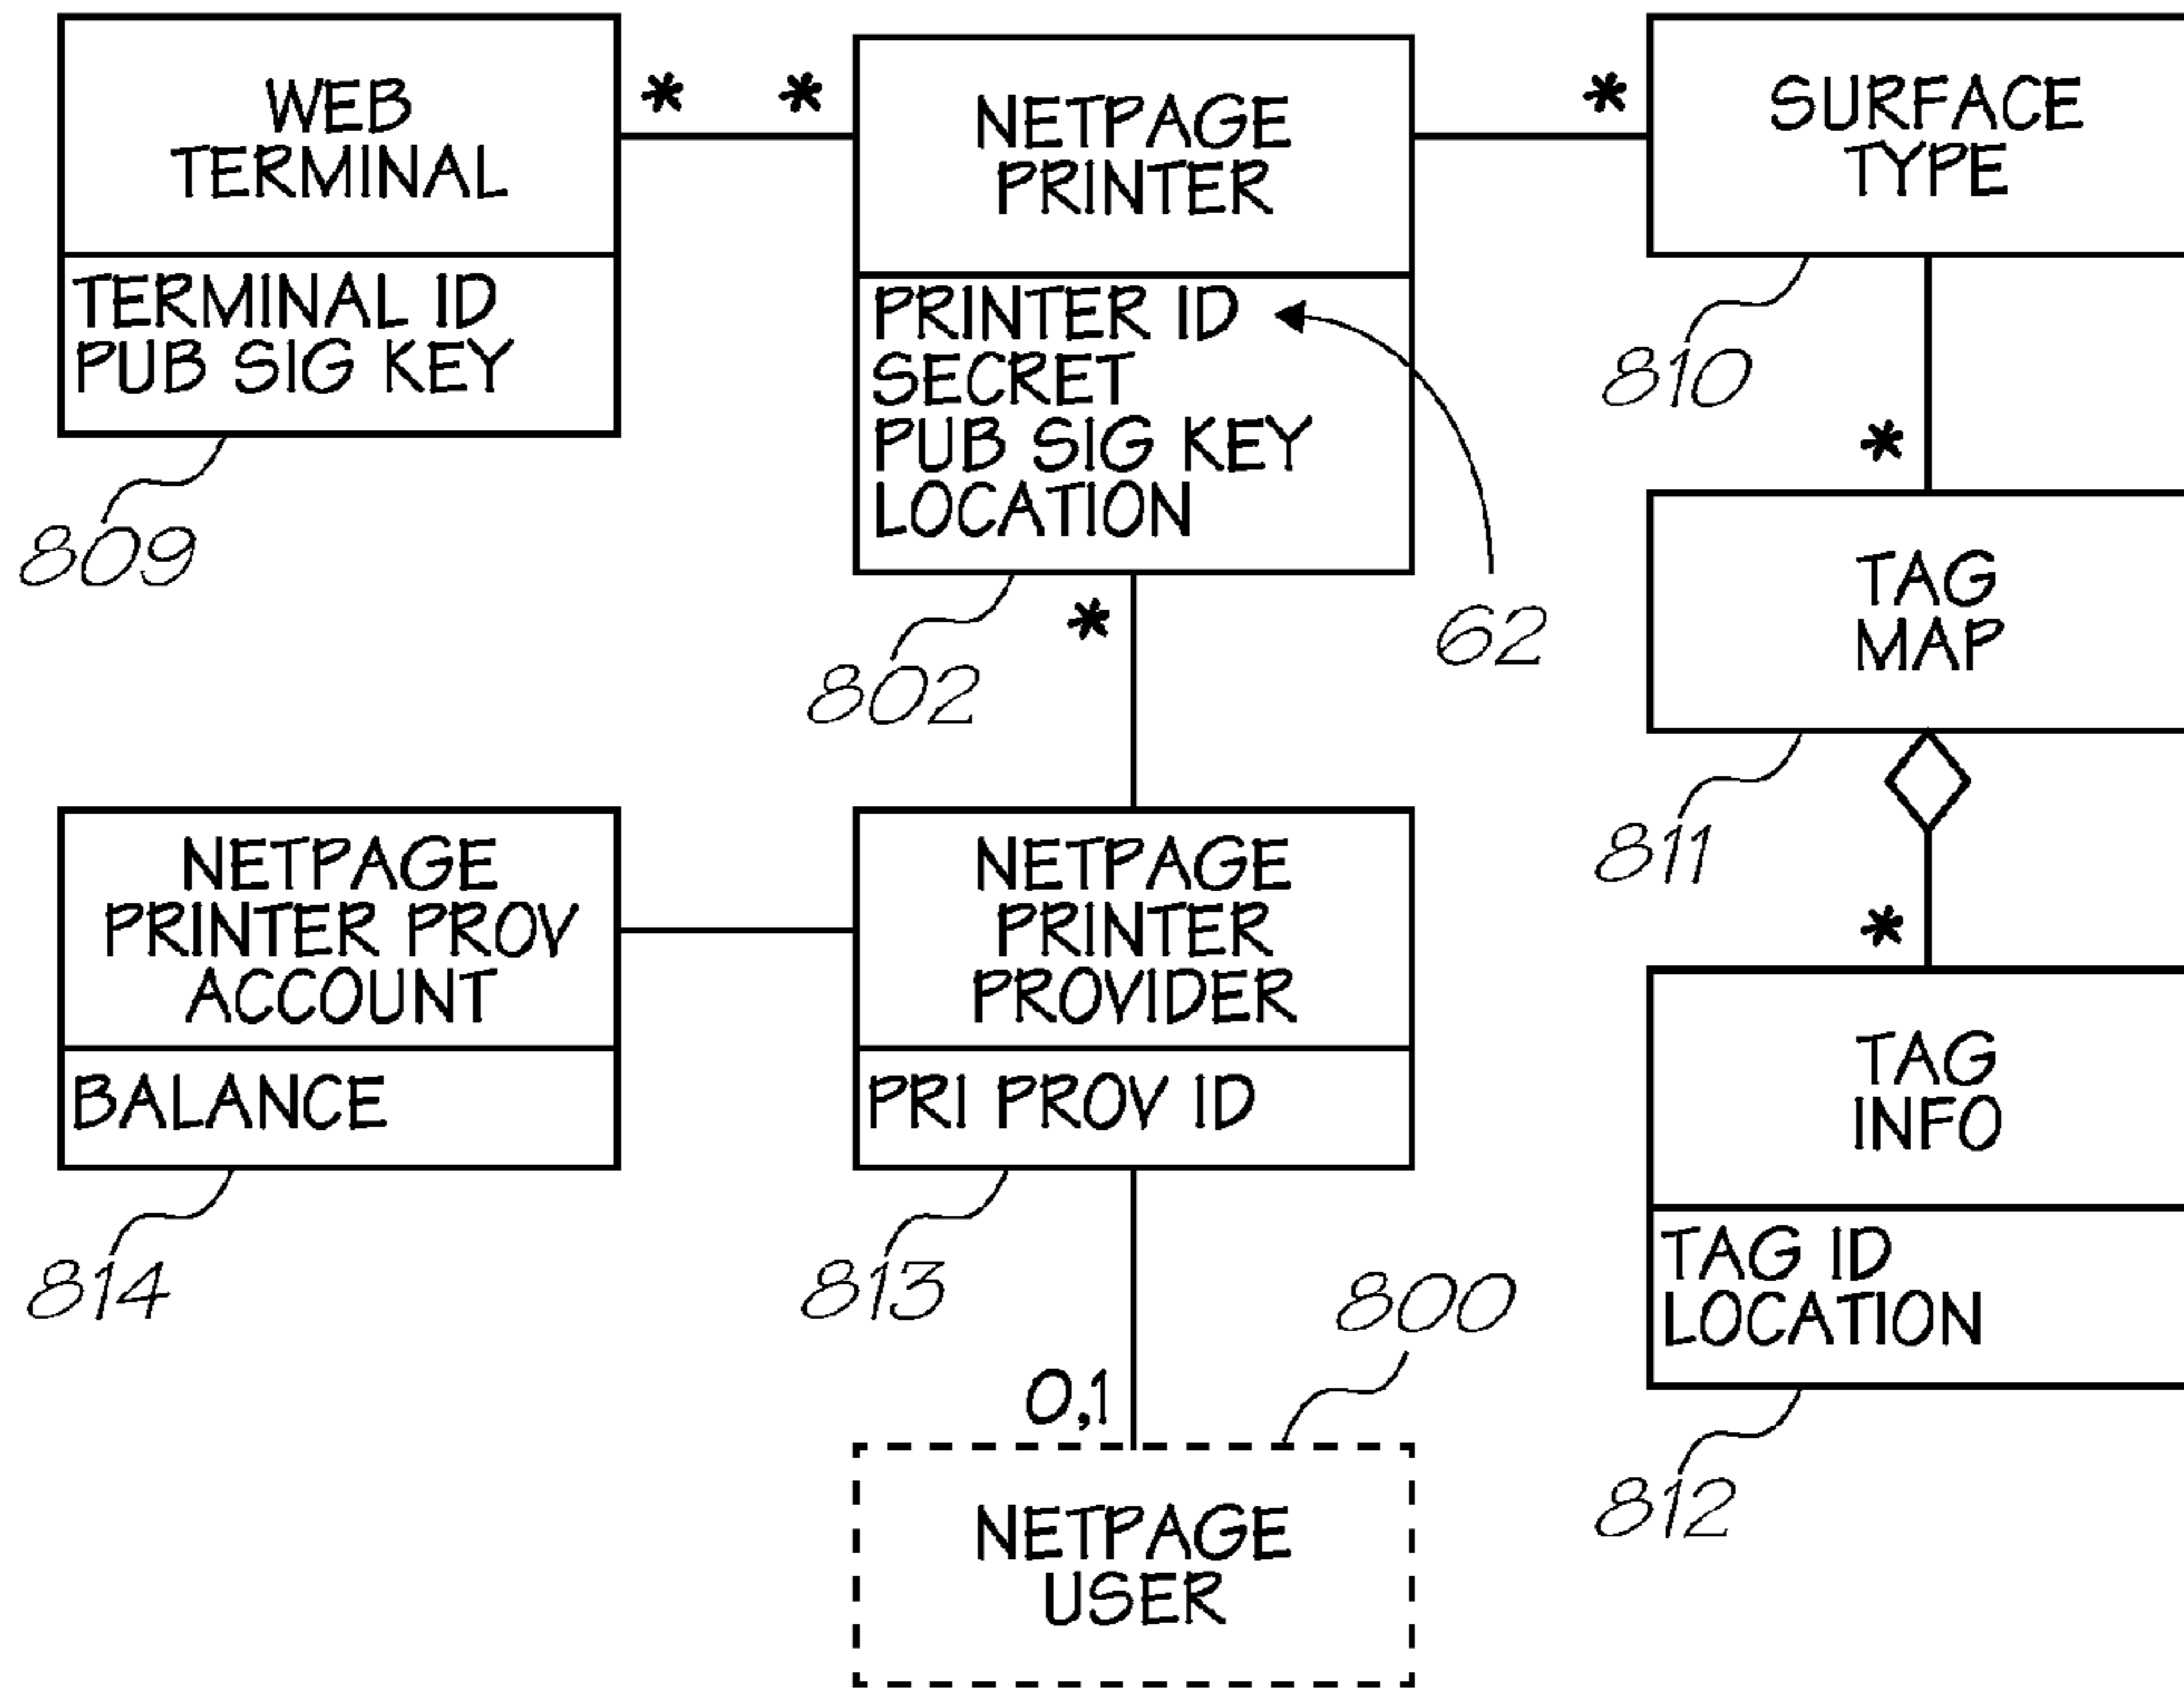 WEB
TERMINAL
TERMINAL ID
PUB SIG KEY
809
*
*
NETPAGE
PRINTER
PRINTER ID
SECRET
PUB SIG KEY
LOCATION
802
62
*
*
SURFACE
TYPE
810
*
TAG
MAP
811
*
TAG
INFO
TAG ID
LOCATION
812
NETPAGE
PRINTER PROV
ACCOUNT
BALANCE
814
NETPAGE
PRINTER
PROVIDER
PRI PROV ID
813
800
0,1
NETPAGE
USER